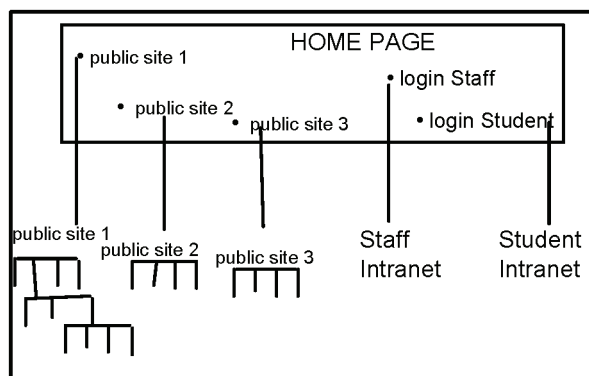 HOME PAGE
public site 1
login Staff
public site 2
public site 3
login Student
public site 1
public site 2
public site 3
Staff
Intranet
Student
Intranet